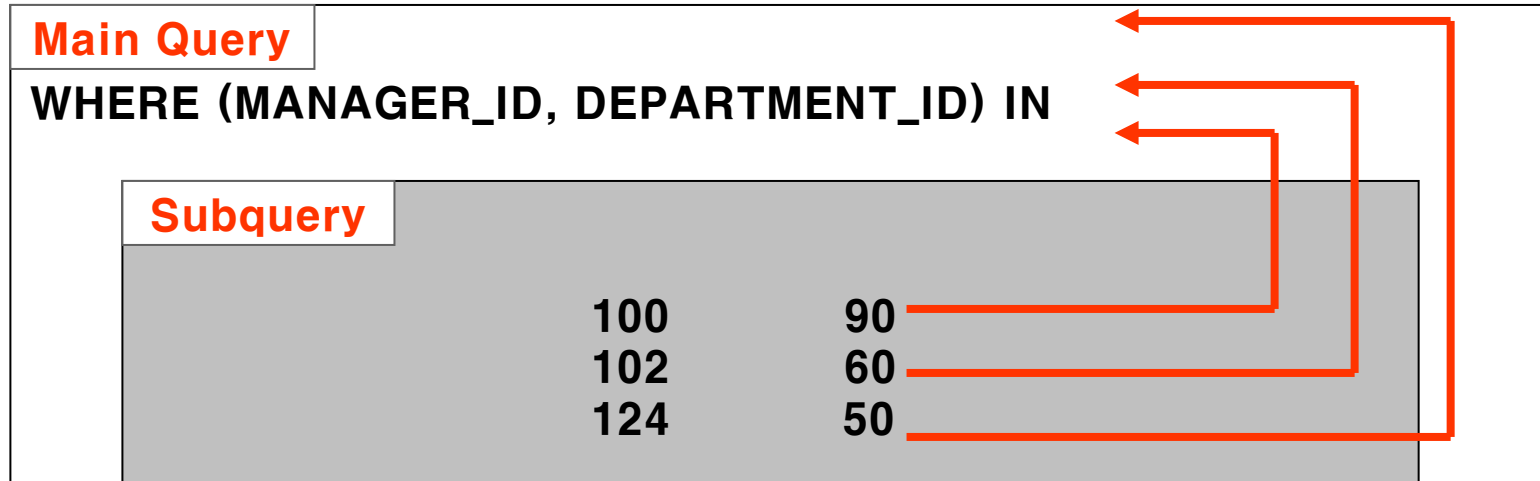 Main Query
WHERE (MANAGER_ID, DEPARTMENT_ID) IN
Subquery
100 90
102 60
124 50